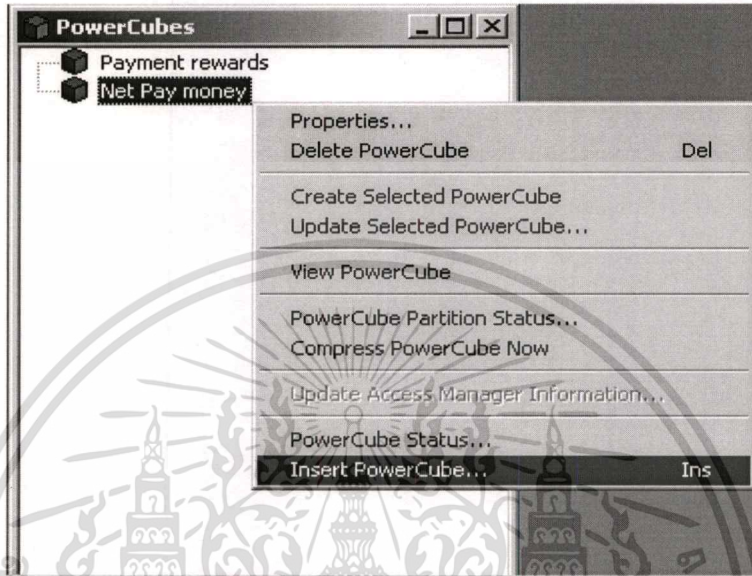 PowerCubes
Payment rewards
Net Pay money
Properties...
Delete PowerCube Del
Create Selected PowerCube
Update Selected PowerCube...
View PowerCube
PowerCube Partition Status...
Compress PowerCube Now
Update Access Manager Information...
PowerCube Status...
Insert PowerCube... Ins